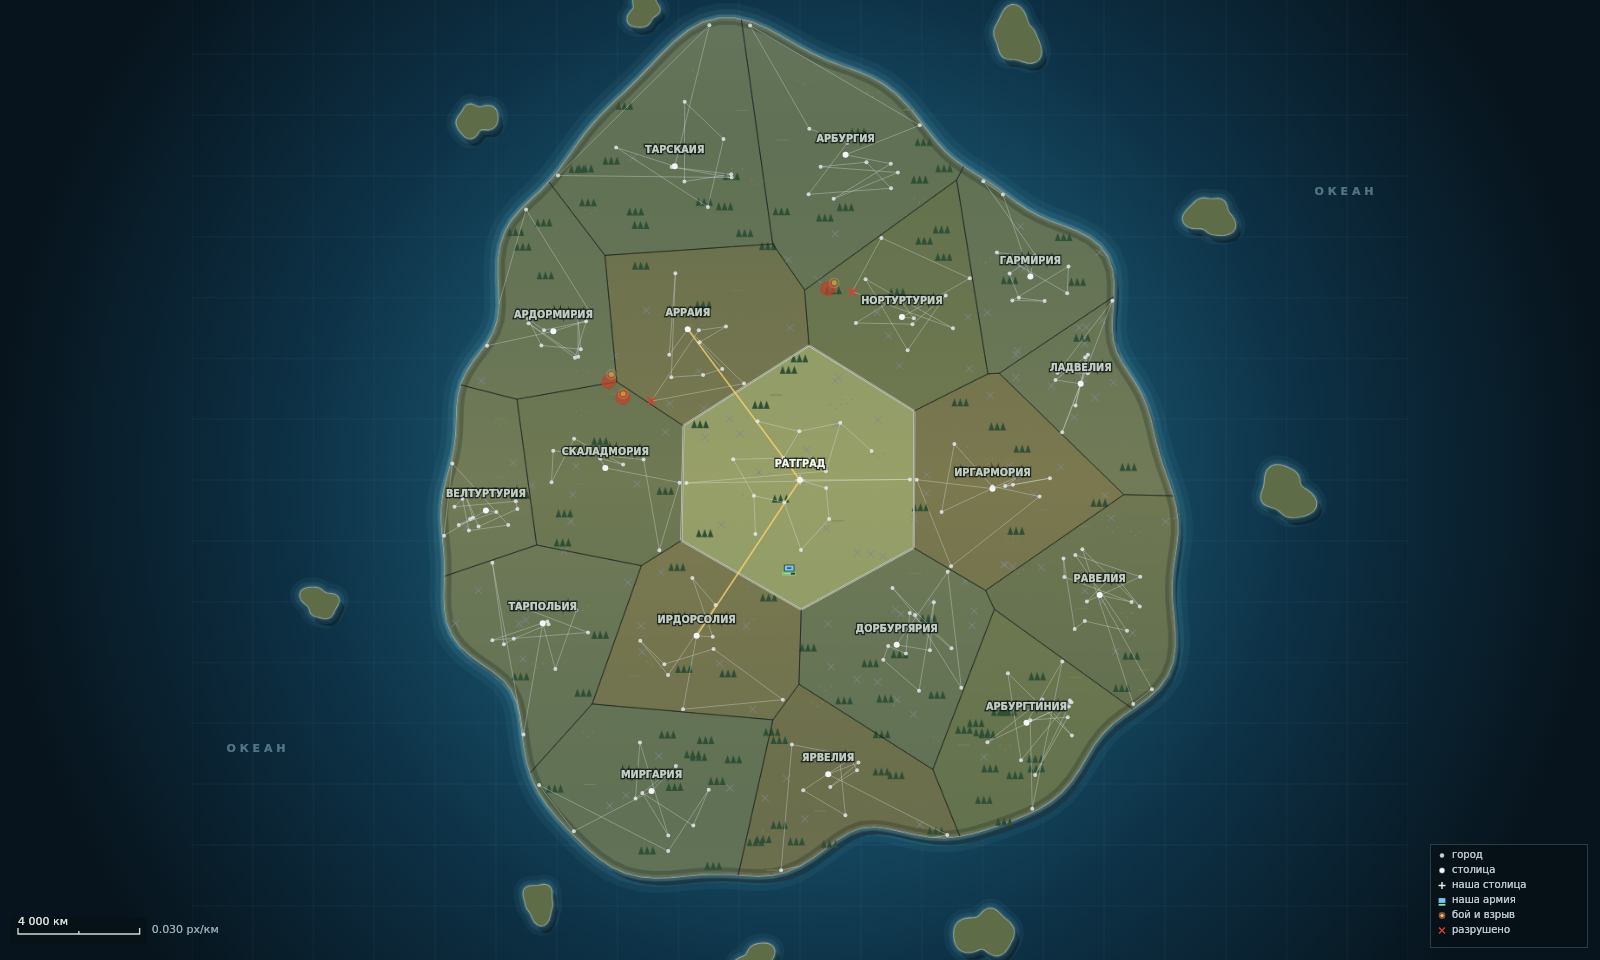 ТАРСКАИЯ
АРБУРГИЯ
ОКЕАН
ГАРМИРИЯ
НОРТУРТУРИЯ
АРДОРМИРИЯ
АРРАИЯ
ЛАДВЕЛИЯ
СКАЛАДМОРИЯ
РАТГРАД
ИРГАРМОРИЯ
ВЕЛТУРТУРИЯ
РАВЕЛИЯ
ТАРПОЛЬИЯ
ИРДОРСОЛИЯ
ДОРБУРГЯРИЯ
АРБУРГТИНИЯ
ОКЕАН
ЯРВЕЛИЯ
МИРГАРИЯ
город
столица
наша столица
наша армия
бой и взрыв
разрушено
4 000 км
0.030 px/км